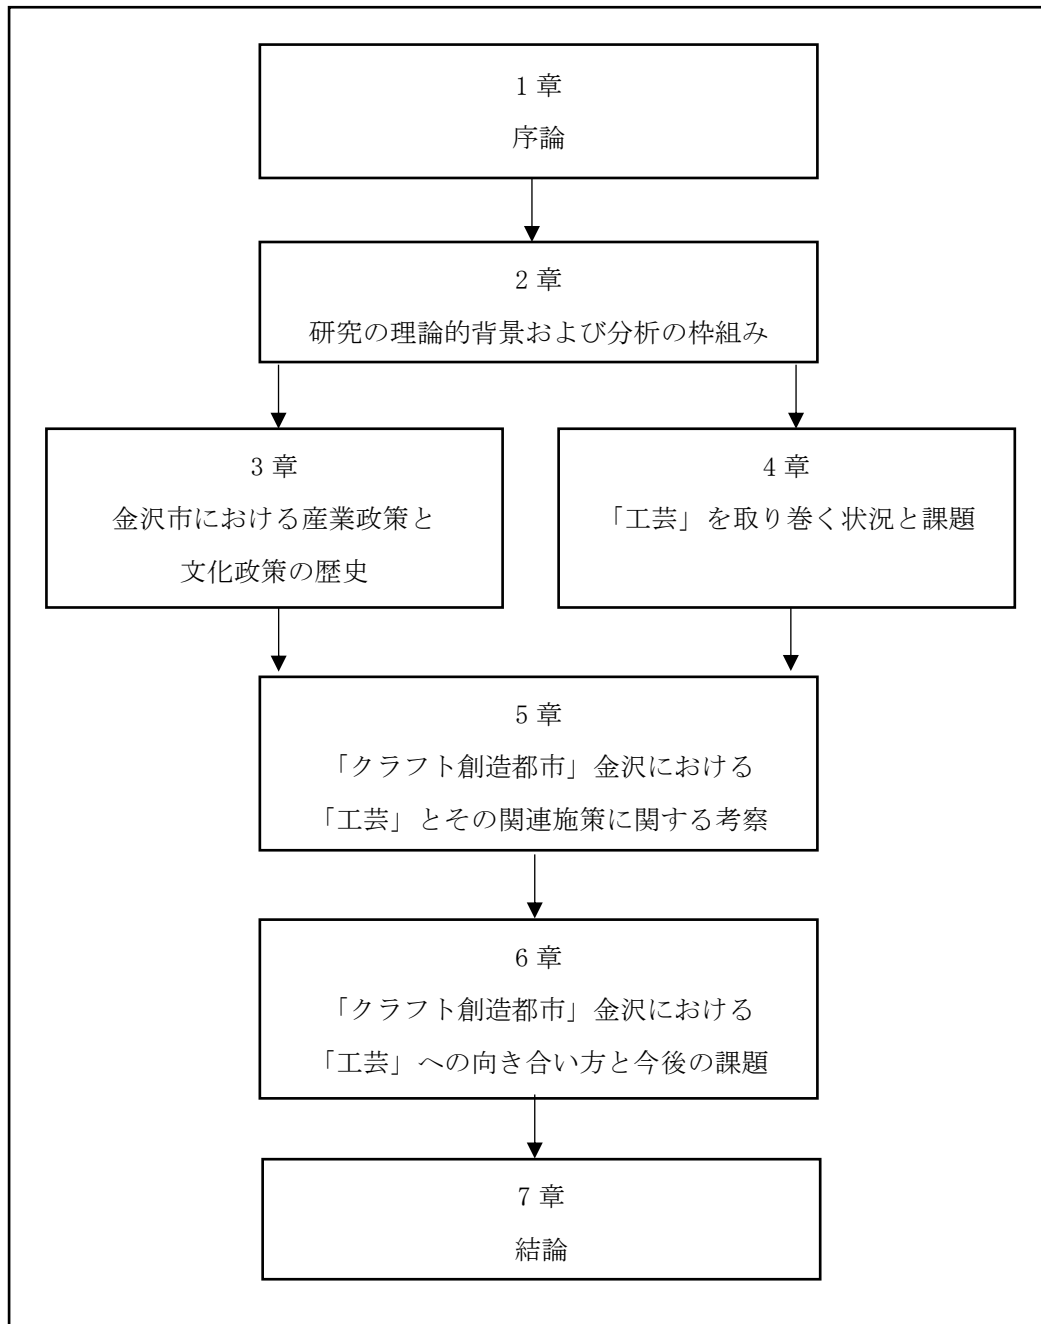 1 章
序論
2 章
研究の理論的背景および分析の枠組み
3 章
金沢市における産業政策と
文化政策の歴史
4 章
「工芸」を取り巻く状況と課題
5 章
「クラフト創造都市」金沢における
「工芸」とその関連施策に関する考察
6 章
「クラフト創造都市」金沢における
「工芸」への向き合い方と今後の課題
7 章
結論